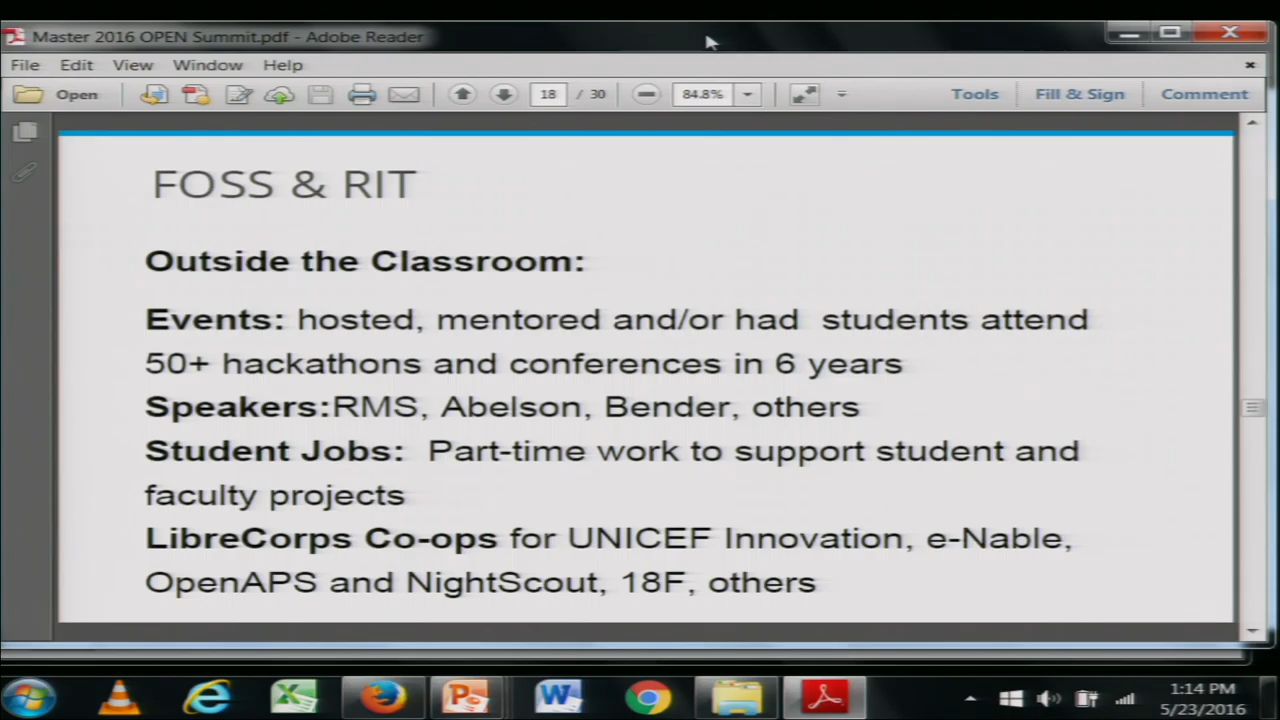 Master 2016 OPEN Summit.pdf - Adobe Reader
File Edit View Window Help
Open 18 / 30 84.8% Tools Fill & Sign Comment
FOSS & RIT
Outside the Classroom:
Events: hosted, mentored and/or had students attend
50+ hackathons and conferences in 6 years
Speakers:RMS, Abelson, Bender, others
Student Jobs: Part-time work to support student and
faculty projects
LibreCorps Co-ops for UNICEF Innovation, e-Nable,
OpenAPS and NightScout, 18F, others
1:14 PM
5/23/2016